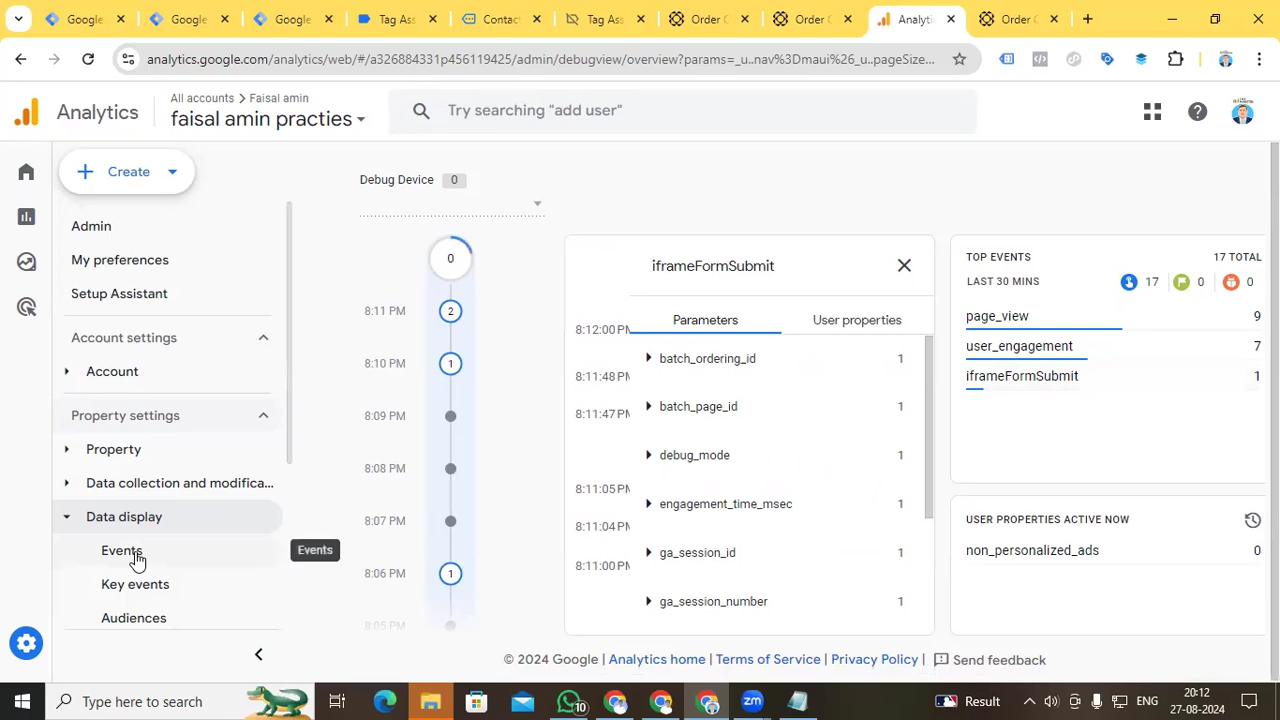 Google
Google
Google
Tag Ass
Contac
Tag Ass
Order C
Order C
Analyti
Order C
analytics.google.com/analytics/web/#/a326884331p456119425/admin/debugview/overview?params=_u..nav%3Dmaui%26_u..pageSize...
Analytics
All accounts > Faisal amin
faisal amin practies
Try searching "add user"
Create
Admin
My preferences
Setup Assistant
Account settings
Account
Property settings
Property
Data collection and modifica...
Data display
Events
Events
Key events
Audiences
Debug Device 0
0
8:11 PM 2
8:10 PM 1
8:09 PM
8:08 PM
8:07 PM
8:06 PM 1
8:05 PM
iframeFormSubmit
Parameters User properties
8:12:00 PM
8:11:48 PM
8:11:47 PM
8:11:05 PM
8:11:04 PM
8:11:00 PM
batch_ordering_id 1
batch_page_id 1
debug_mode 1
engagement_time_msec 1
ga_session_id 1
ga_session_number 1
TOP EVENTS 17 TOTAL
LAST 30 MINS 17 0 0
page_view 9
user_engagement 7
iframeFormSubmit 1
USER PROPERTIES ACTIVE NOW
non_personalized_ads 0
© 2024 Google | Analytics home | Terms of Service | Privacy Policy | Send feedback
Type here to search
10
Result
ENG
20:12
27-08-2024